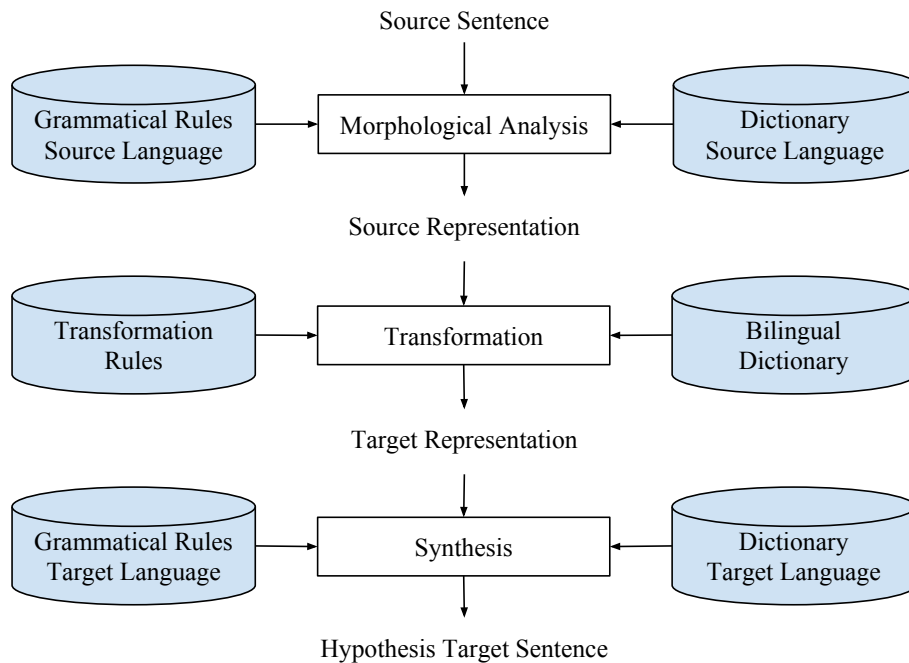 Source Sentence
Grammatical Rules
Source Language
Morphological Analysis
Dictionary
Source Language
Source Representation
Transformation
Rules
Transformation
Bilingual
Dictionary
Target Representation
Grammatical Rules
Target Language
Synthesis
Dictionary
Target Language
Hypothesis Target Sentence